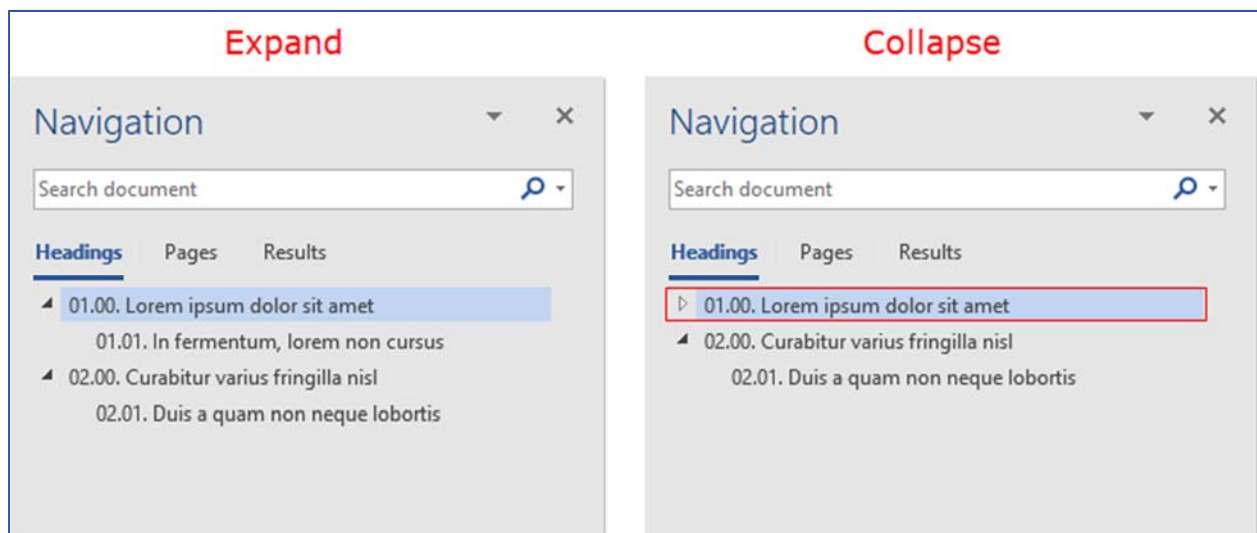 Expand
Navigation
Search document
Headings Pages Results
01.00. Lorem ipsum dolor sit amet
01.01. In fermentum, lorem non cursus
02.00. Curabitur varius fringilla nisl
02.01. Duis a quam non neque lobortis
Collapse
Navigation
Search document
Headings Pages Results
01.00. Lorem ipsum dolor sit amet
02.00. Curabitur varius fringilla nisl
02.01. Duis a quam non neque lobortis